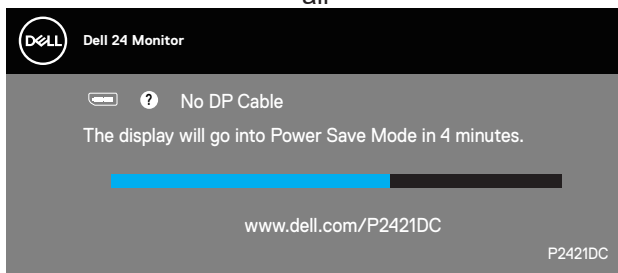 DELL
Dell 24 Monitor
? No DP Cable
The display will go into Power Save Mode in 4 minutes.
www.dell.com/P2421DC
P2421DC